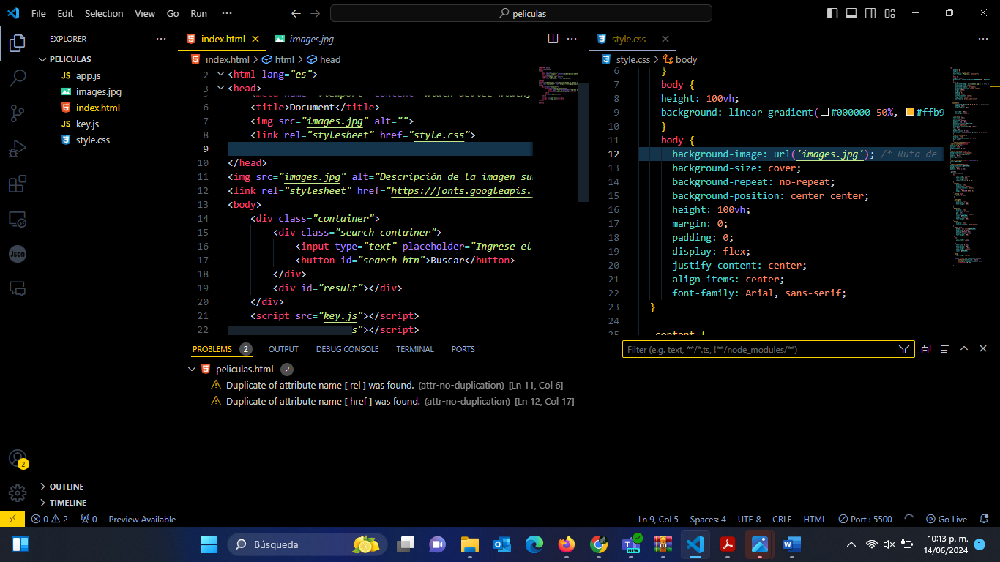 File Edit Selection View Go Run ··· peliculas
EXPLORER ···
PELICULAS
app.js
images.jpg
index.html
key.js
style.css
OUTLINE
TIMELINE
index.html images.jpg ···
index.html > html > head
2 <html lang="es">
3 <head>
6 <title>Document</title>
7 <img src="images.jpg" alt="">
8 <link rel="stylesheet" href="style.css">
9
10 </head>
11 <img src="images.jpg" alt="Descripción de la imagen su
12 <link rel="stylesheet" href="https://fonts.googleapis.
13 <body>
14 <div class="container">
15 <div class="search-container">
16 <input type="text" placeholder="Ingrese el
17 <button id="search-btn">Buscar</button>
18 </div>
19 <div id="result"></div>
20 </div>
21 <script src="key.js"></script>
22 "></script>
style.css ···
style.css > body
6 }
7 body {
8 height: 100vh;
9 background: linear-gradient(#000000 50%, #ffb9
10 }
11 body {
12 background-image: url('images.jpg'); /* Ruta de
13 background-size: cover;
14 background-repeat: no-repeat;
15 background-position: center center;
16 height: 100vh;
17 margin: 0;
18 padding: 0;
19 display: flex;
20 justify-content: center;
21 align-items: center;
22 font-family: Arial, sans-serif;
23 }
24
25 .content {
PROBLEMS 2 OUTPUT DEBUG CONSOLE TERMINAL PORTS Filter (e.g. text, **/*.ts, !**/node_modules/**)
peliculas.html 2
Duplicate of attribute name [ rel ] was found. (attr-no-duplication) [Ln 11, Col 6]
Duplicate of attribute name [ href ] was found. (attr-no-duplication) [Ln 12, Col 17]
Json
2
0 2 0 Preview Available Ln 9, Col 5 Spaces: 4 UTF-8 CRLF HTML Port : 5500 Go Live
Búsqueda NEW 10:13 p. m.
14/06/2024 1